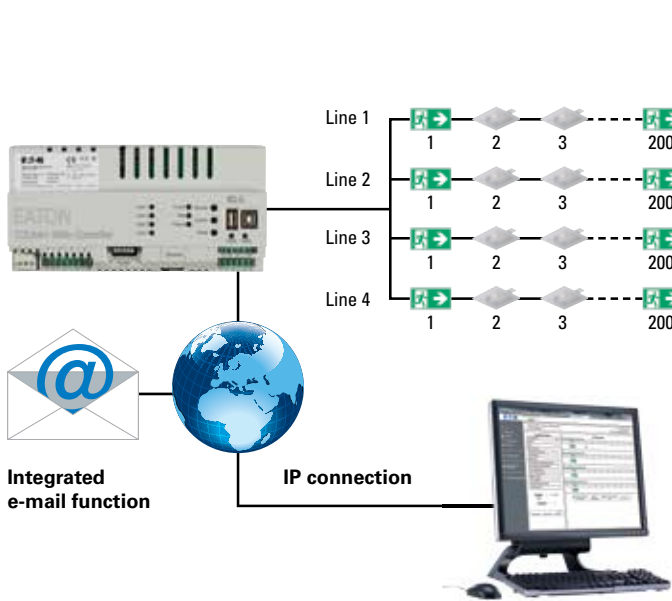 Line 1
1 2 3 200
Line 2
1 2 3 200
Line 3
1 2 3 200
Line 4
1 2 3 200
EATON
EATON
@
Integrated
e-mail function
IP connection